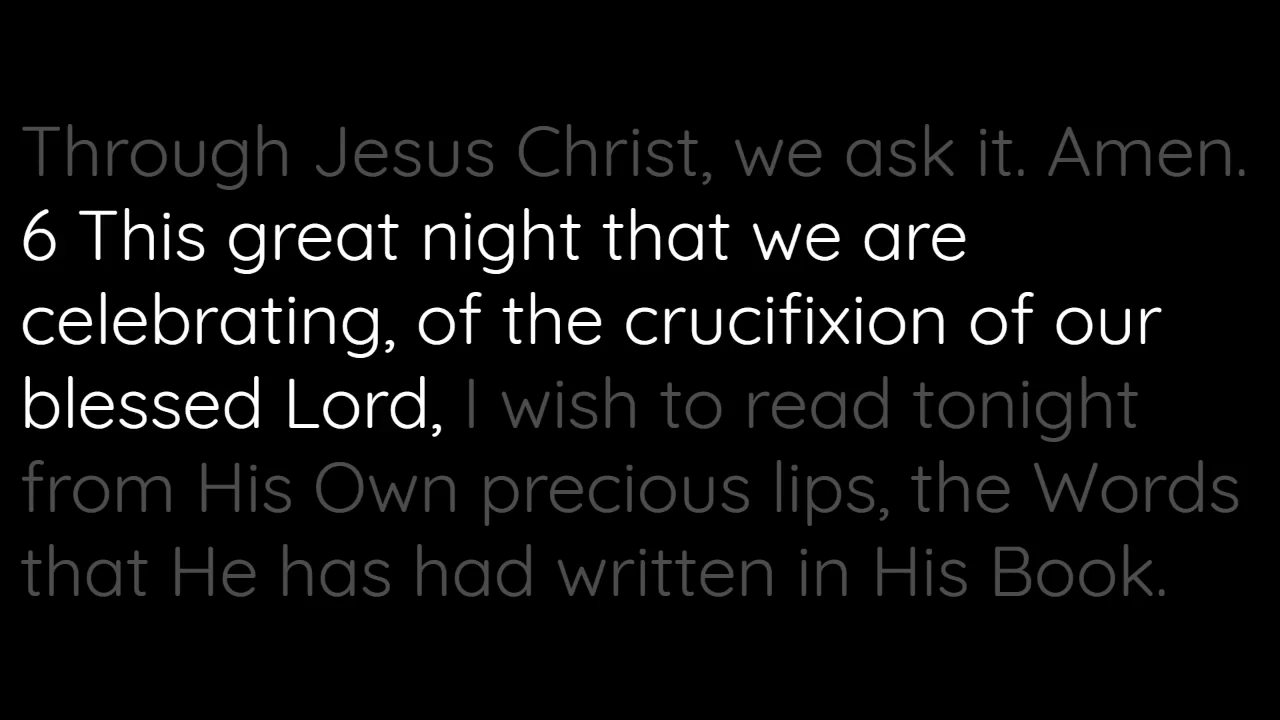 Through Jesus Christ, we ask it. Amen.
6 This great night that we are
celebrating, of the crucifixion of our
blessed Lord, I wish to read tonight
from His Own precious lips, the Words
that He has had written in His Book.